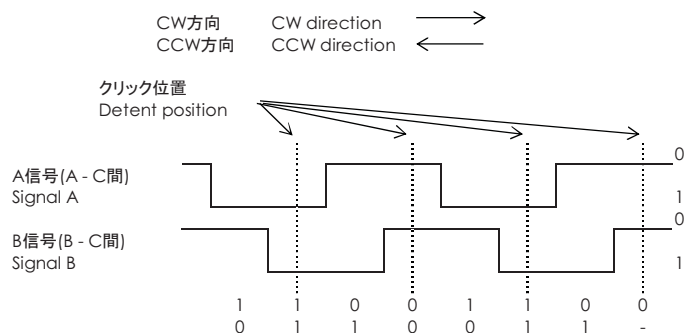 CW方向 CW direction
CCW方向 CCW direction
クリック位置
Detent position
A信号(A - C間)
Signal A
0
1
B信号(B - C間)
Signal B
0
1
1 1 0 0 1 1 0 0
0 1 1 0 0 1 1 -